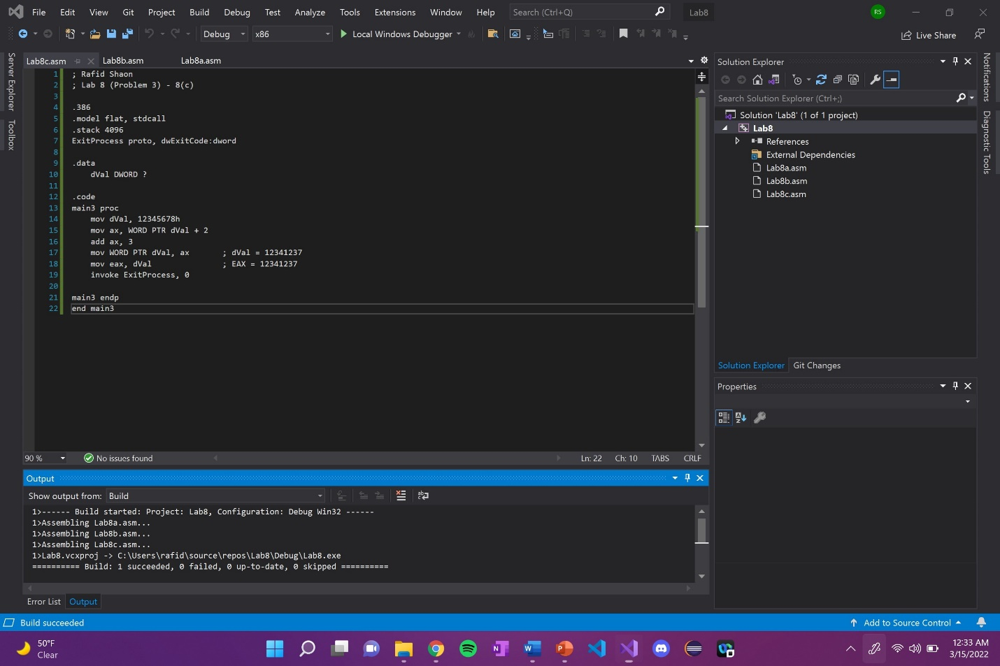 File Edit View Git Project Build Debug Test Analyze Tools Extensions Window Help Search (Ctrl+Q) Lab8 RS
Debug x86 Local Windows Debugger Live Share
Server Explorer
Toolbox
Lab8c.asm Lab8b.asm Lab8a.asm
1 ; Rafid Shaon
2 ; Lab 8 (Problem 3) - 8(c)
3
4 .386
5 .model flat, stdcall
6 .stack 4096
7 ExitProcess proto, dwExitCode:dword
8
9 .data
10 dVal DWORD ?
11
12 .code
13 main3 proc
14 mov dVal, 12345678h
15 mov ax, WORD PTR dVal + 2
16 add ax, 3
17 mov WORD PTR dVal, ax ; dVal = 12341237
18 mov eax, dVal ; EAX = 12341237
19 invoke ExitProcess, 0
20
21 main3 endp
22 end main3
90 % No issues found Ln: 22 Ch: 10 TABS CRLF
Output
Show output from: Build
1>------ Build started: Project: Lab8, Configuration: Debug Win32 ------
1>Assembling Lab8a.asm...
1>Assembling Lab8b.asm...
1>Assembling Lab8c.asm...
1>Lab8.vcxproj -> C:\Users\rafid\source\repos\Lab8\Debug\Lab8.exe
========== Build: 1 succeeded, 0 failed, 0 up-to-date, 0 skipped ==========
Error List Output
Solution Explorer
Search Solution Explorer (Ctrl+;)
Solution 'Lab8' (1 of 1 project)
Lab8
References
External Dependencies
Lab8a.asm
Lab8b.asm
Lab8c.asm
Solution Explorer Git Changes
Properties
Notifications
Diagnostic Tools
Build succeeded Add to Source Control
50°F
Clear
12:33 AM
3/15/2022